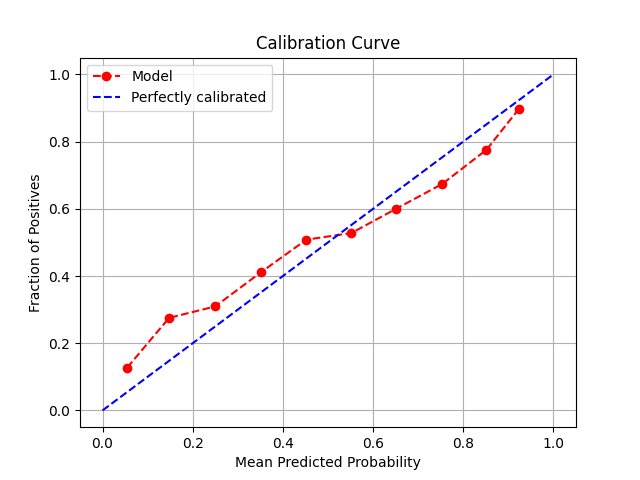 Calibration Curve
Model
Perfectly calibrated
1.0
0.8
0.6
0.4
0.2
0.0
Fraction of Positives
0.0 0.2 0.4 0.6 0.8 1.0
Mean Predicted Probability